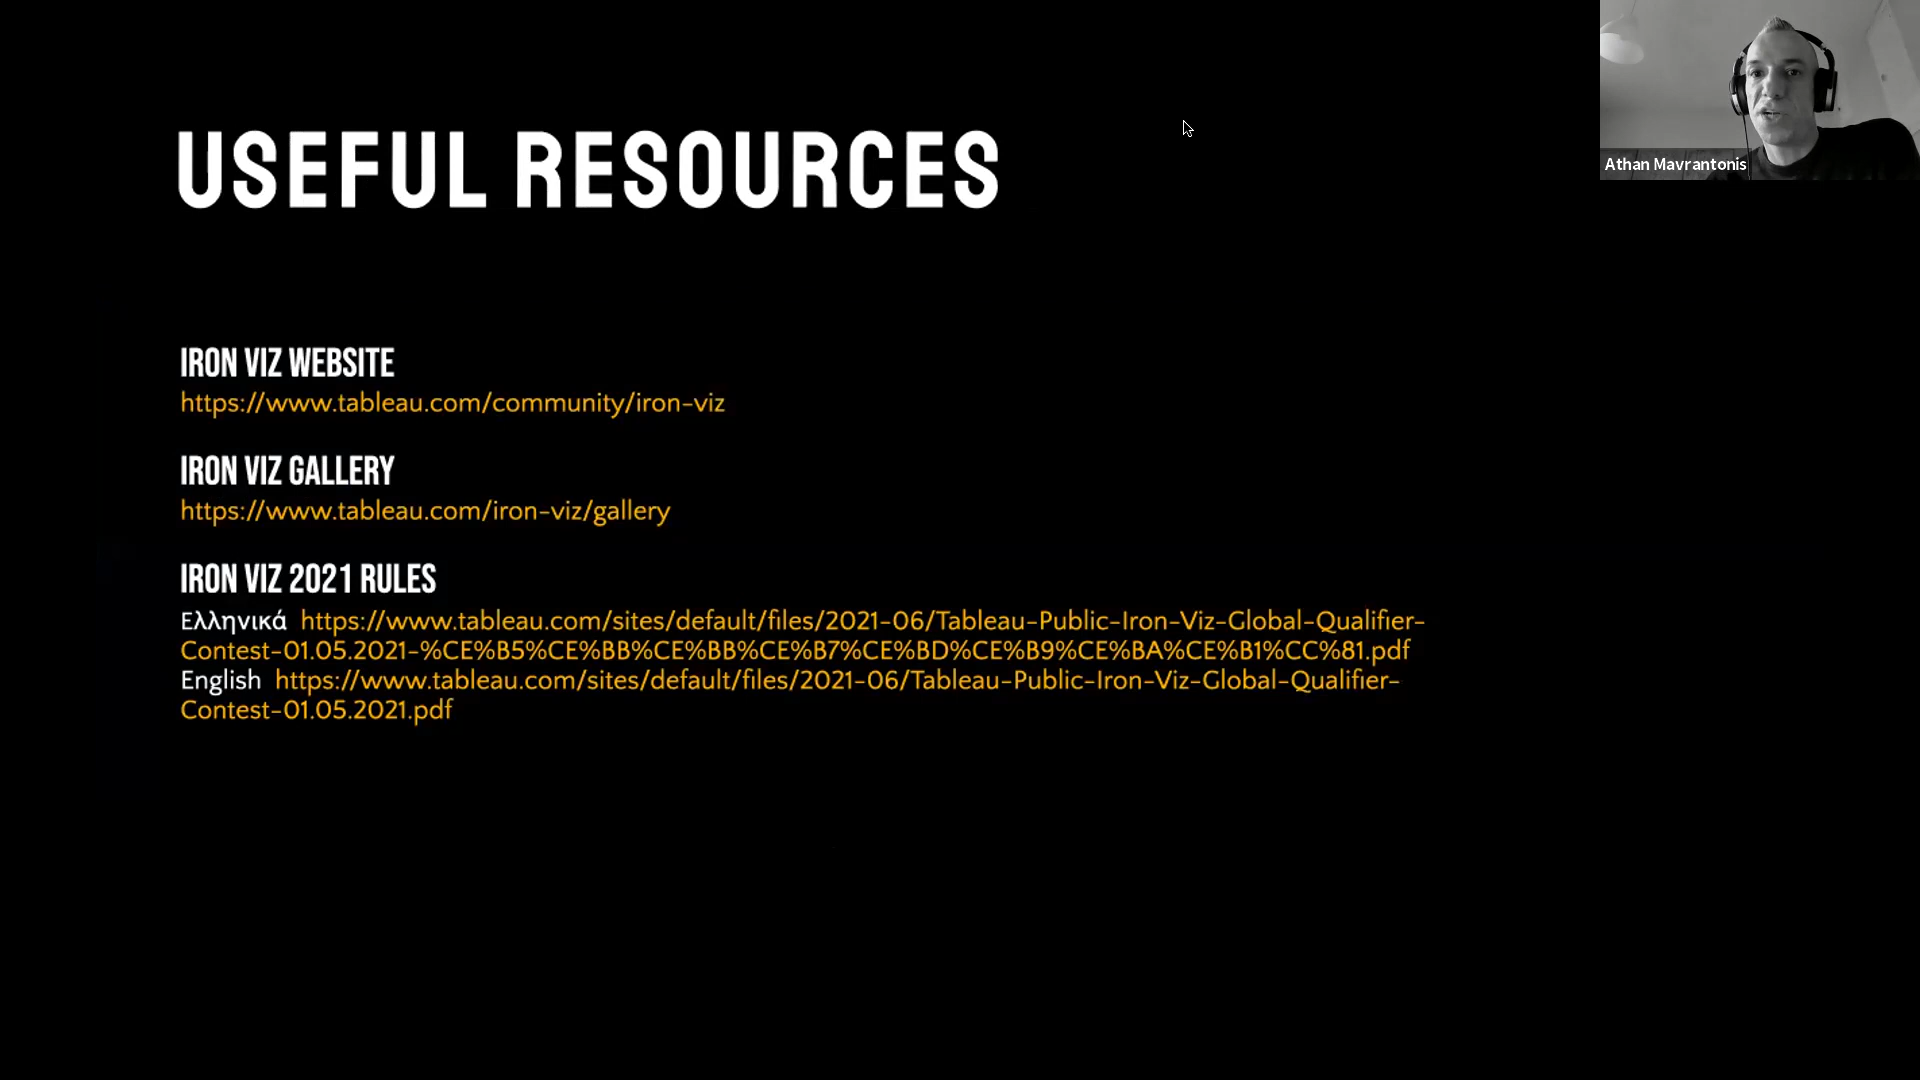 USEFUL RESOURCES
Athan Mavrantonis
IRON VIZ WEBSITE
https://www.tableau.com/community/iron-viz
IRON VIZ GALLERY
https://www.tableau.com/iron-viz/gallery
IRON VIZ 2021 RULES
Ελληνικά https://www.tableau.com/sites/default/files/2021-06/Tableau-Public-Iron-Viz-Global-Qualifier-
Contest-01.05.2021-%CE%B5%CE%BB%CE%BB%CE%B7%CE%BD%CE%B9%CE%BA%CE%B1%CC%81.pdf
English https://www.tableau.com/sites/default/files/2021-06/Tableau-Public-Iron-Viz-Global-Qualifier-
Contest-01.05.2021.pdf